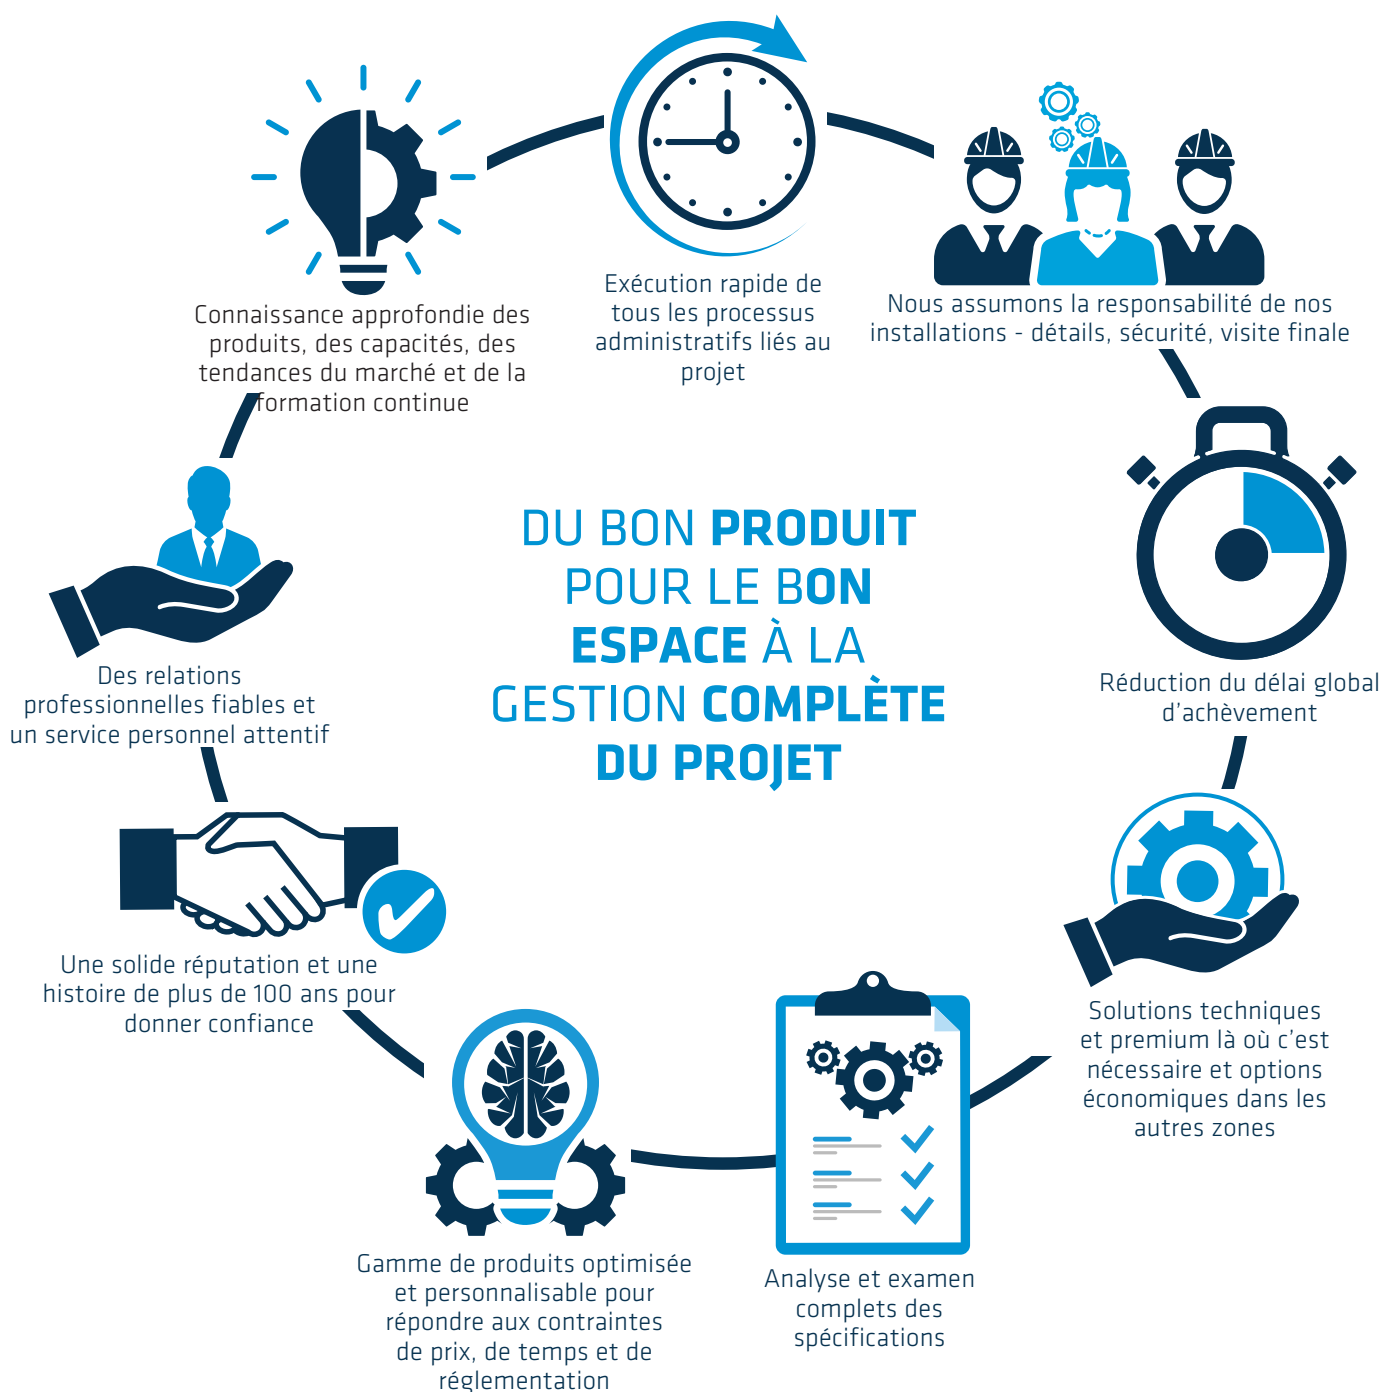 Exécution rapide de
tous les processus
administratifs liés au
projet
Nous assumons la responsabilité de nos
installations - détails, sécurité, visite finale
Connaissance approfondie des
produits, des capacités, des
tendances du marché et de la
formation continue
DU BON PRODUIT
POUR LE BON
ESPACE À LA
GESTION COMPLÈTE
DU PROJET
Des relations
professionnelles fiables et
un service personnel attentif
Réduction du délai global
d'achèvement
Une solide réputation et une
histoire de plus de 100 ans pour
donner confiance
Solutions techniques
et premium là où c'est
nécessaire et options
économiques dans les
autres zones
Gamme de produits optimisée
et personnalisable pour
répondre aux contraintes
de prix, de temps et de
réglementation
Analyse et examen
complets des
spécifications